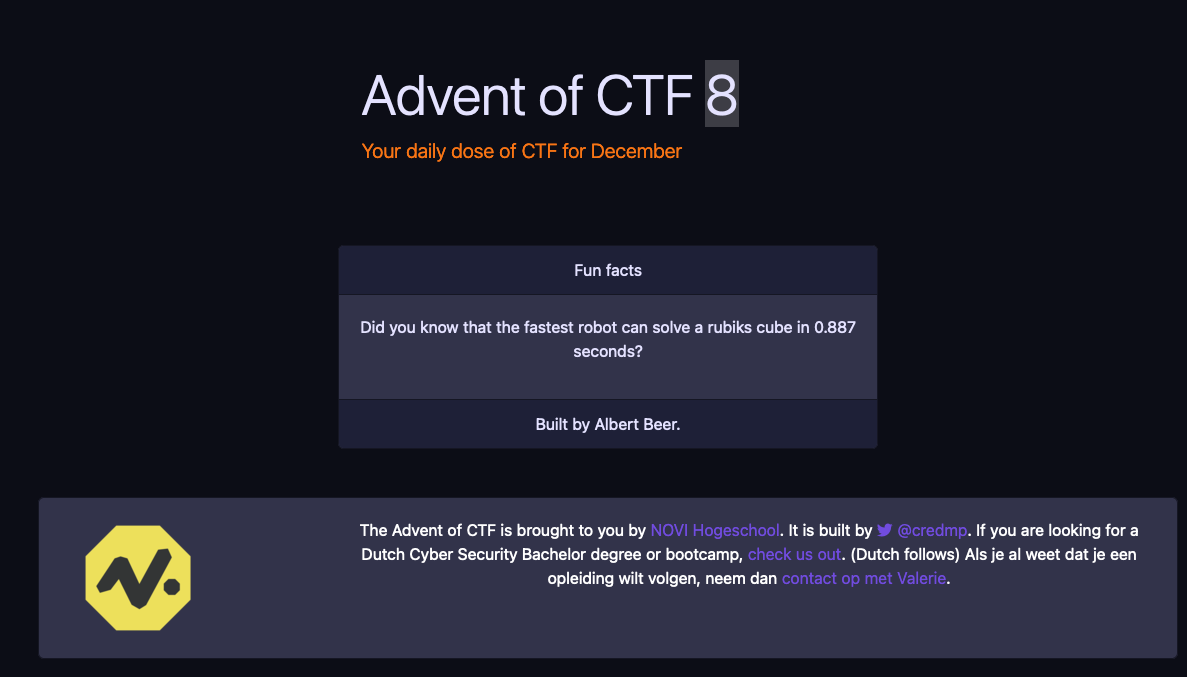 Advent of CTF 8
Your daily dose of CTF for December
Fun facts
Did you know that the fastest robot can solve a rubiks cube in 0.887
seconds?
Built by Albert Beer.
The Advent of CTF is brought to you by NOVI Hogeschool. It is built by @credmp. If you are looking for a
Dutch Cyber Security Bachelor degree or bootcamp, check us out. (Dutch follows) Als je al weet dat je een
opleiding wilt volgen, neem dan contact op met Valerie.